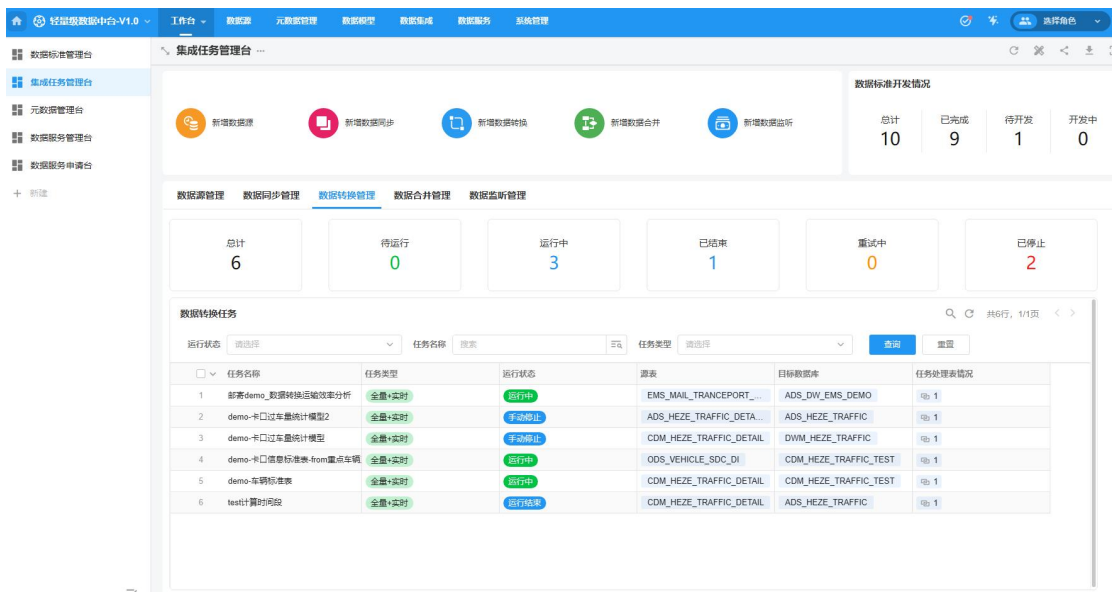 轻量级数据中台-V1.0 工作台 数据源 元数据管理 数据模型 数据集成 数据服务 系统管理 选择角色
数据标准管理台
集成任务管理台
元数据管理台
数据服务管理台
数据服务申请台
+ 新建
集成任务管理台 ...
新增数据源 新增数据同步 新增数据转换 新增数据合并 新增数据监听
数据标准开发情况
总计 已完成 待开发 开发中
10 9 1 0
数据源管理 数据同步管理 数据转换管理 数据合并管理 数据监听管理
总计 待运行 运行中 已结束 重试中 已停止
6 0 3 1 0 2
数据转换任务 共6行, 1/1页
运行状态 请选择 任务名称 搜索 任务类型 请选择 查询 重置
任务名称 任务类型 运行状态 源表 目标数据库 任务处理表情况
1 邮寄demo_数据转换运输效率分析 全量+实时 运行中 EMS_MAIL_TRANCEPORT_... ADS_DW_EMS_DEMO 1
2 demo-卡口过车量统计模型2 全量+实时 手动停止 ADS_HEZE_TRAFFIC_DETA... ADS_HEZE_TRAFFIC 1
3 demo-卡口过车量统计模型 全量+实时 手动停止 CDM_HEZE_TRAFFIC_DETAIL DWM_HEZE_TRAFFIC 1
4 demo-卡口信息标准表-from重点车辆 全量+实时 运行中 ODS_VEHICLE_SDC_DI CDM_HEZE_TRAFFIC_TEST 1
5 demo-车辆标准表 全量+实时 运行中 CDM_HEZE_TRAFFIC_DETAIL CDM_HEZE_TRAFFIC_TEST 1
6 test计算时间段 全量+实时 运行结束 CDM_HEZE_TRAFFIC_DETAIL ADS_HEZE_TRAFFIC 1